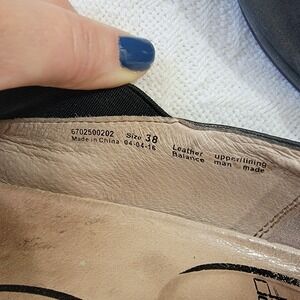 6702500202 Size 38
Made in China 04-04-16
Leather upper/lining
Balance man made